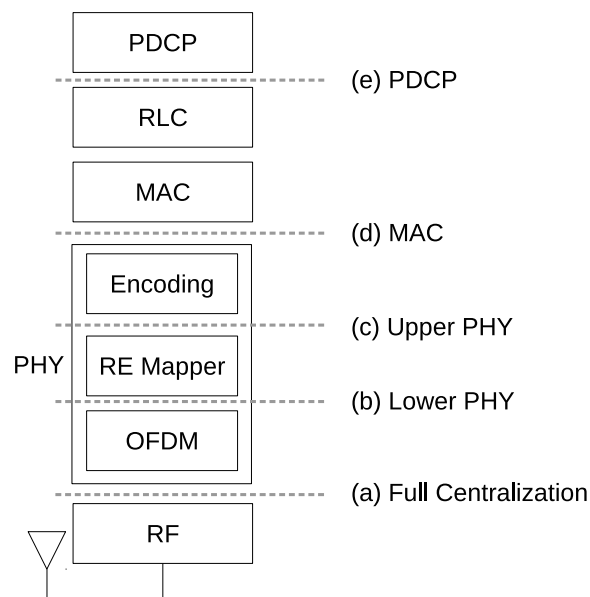 PDCP
(e) PDCP
RLC
MAC
(d) MAC
Encoding
(c) Upper PHY
PHY
RE Mapper
(b) Lower PHY
OFDM
(a) Full Centralization
RF